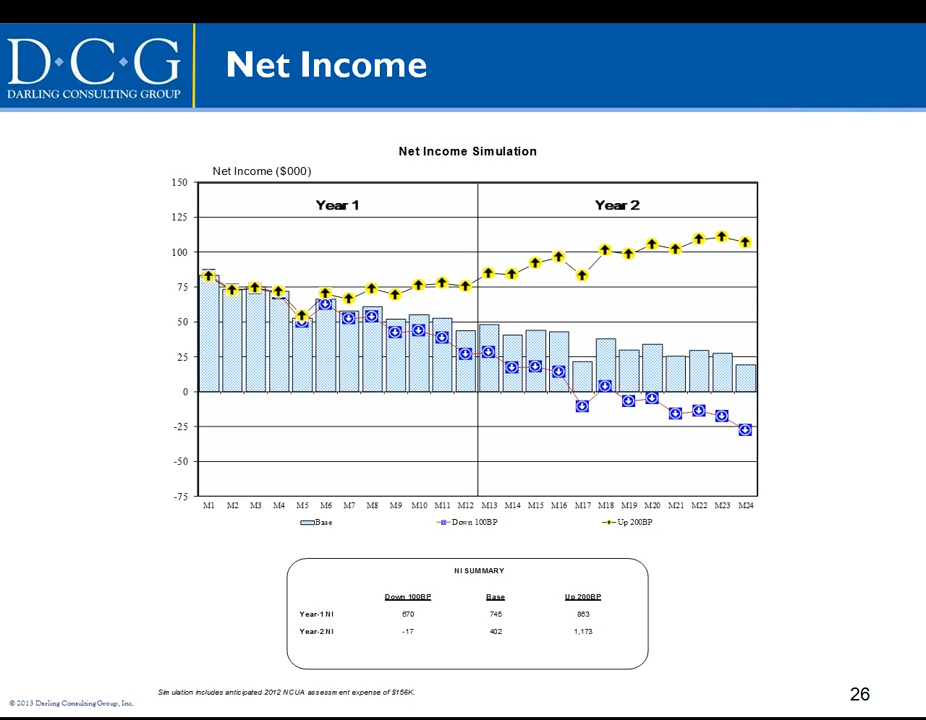 D·C·G
DARLING CONSULTING GROUP
Net Income
Net Income Simulation
Net Income ($000)
150
125
100
75
50
25
0
-25
-50
-75
Year 1
Year 2
M1 M2 M3 M4 M5 M6 M7 M8 M9 M10 M11 M12 M13 M14 M15 M16 M17 M18 M19 M20 M21 M22 M23 M24
Base Down 100BP Up 200BP
NI SUMMARY
Down 100BP Base Up 200BP
Year-1 NI 670 745 863
Year-2 NI -17 402 1,173
Simulation includes anticipated 2012 NCUA assessment expense of $156K.
© 2013 Darling Consulting Group, Inc.
26